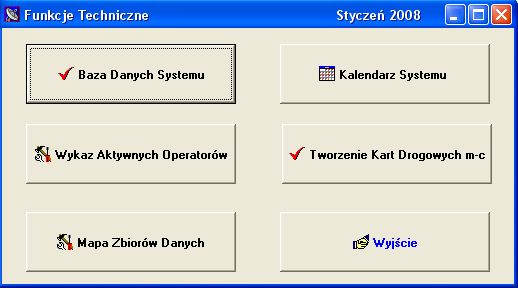 Funkcje Techniczne Styczeń 2008
Baza Danych Systemu Kalendarz Systemu
Wykaz Aktywnych Operatorów Tworzenie Kart Drogowych m-c
Mapa Zbiorów Danych Wyjście